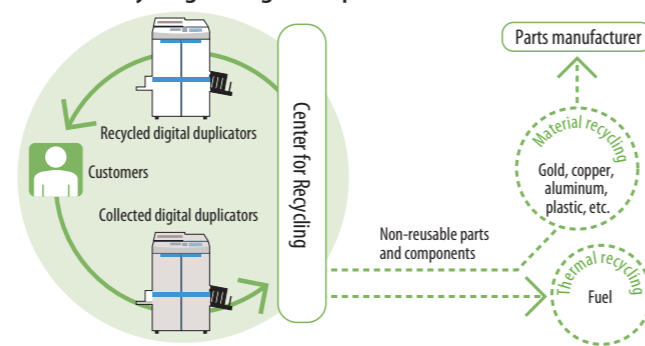 Parts manufacturer
Recycled digital duplicators
Customers
Collected digital duplicators
Center for Recycling
Non-reusable parts
and components
Material recycling
Gold, copper,
aluminum,
plastic, etc.
Thermal recycling
Fuel